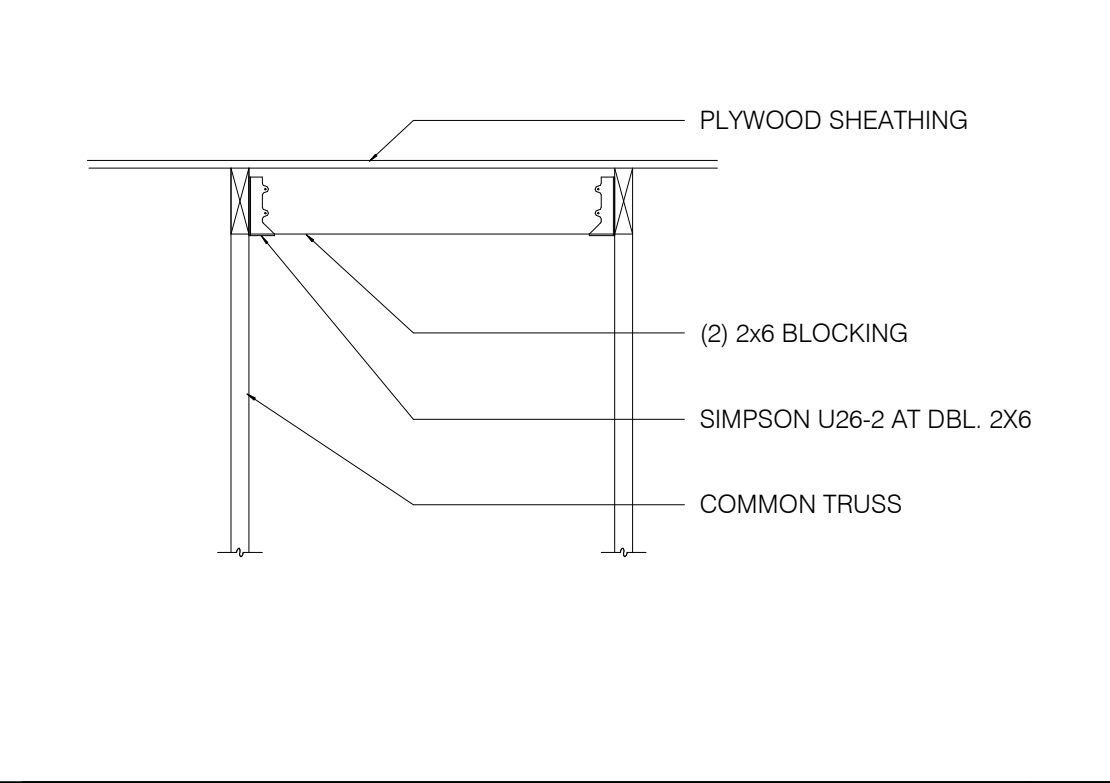 PLYWOOD SHEATHING
(2) 2x6 BLOCKING
SIMPSON U26-2 AT DBL. 2X6
COMMON TRUSS